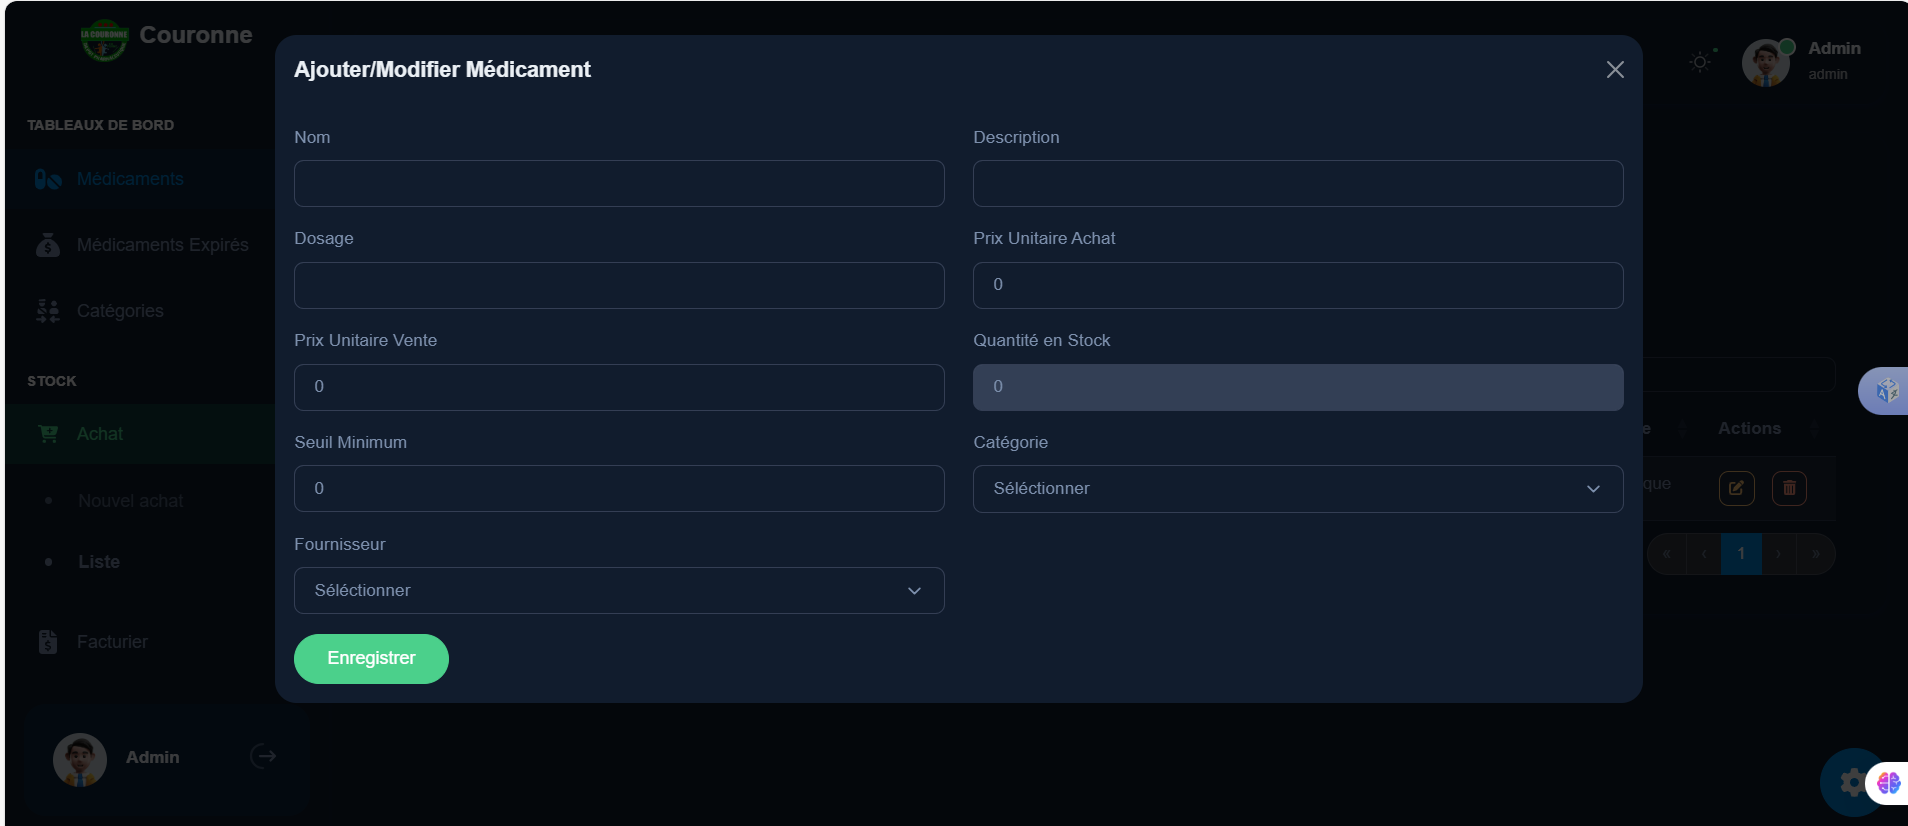 LA COURONNE
Couronne
Admin
admin
TABLEAUX DE BORD
Médicaments
Médicaments Expirés
Catégories
STOCK
Achat
Nouvel achat
Liste
Facturier
Admin
Ajouter/Modifier Médicament
Nom
Description
Dosage
Prix Unitaire Achat
0
Prix Unitaire Vente
Quantité en Stock
0
0
Seuil Minimum
Catégorie
0
Séléctionner
Fournisseur
Séléctionner
Enregistrer
e
Actions
que
« ‹ 1 › »